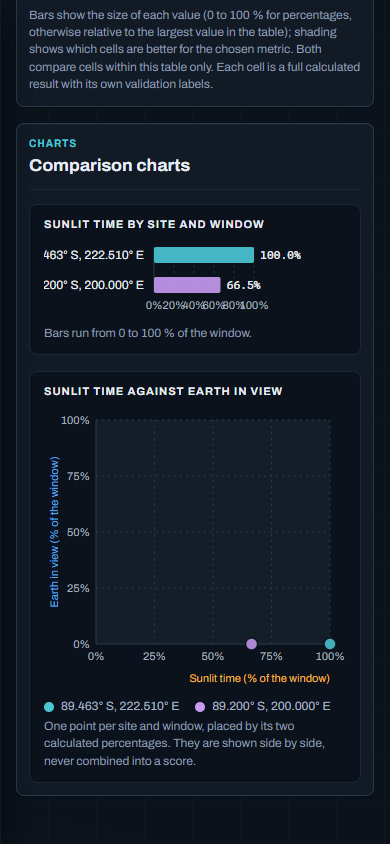 Bars show the size of each value (0 to 100 % for percentages,
otherwise relative to the largest value in the table); shading
shows which cells are better for the chosen metric. Both
compare cells within this table only. Each cell is a full calculated
result with its own validation labels.
CHARTS
Comparison charts
SUNLIT TIME BY SITE AND WINDOW
463° S, 222.510° E
100.0%
200° S, 200.000° E
66.5%
0%20%40%60%80%100%
Bars run from 0 to 100 % of the window.
SUNLIT TIME AGAINST EARTH IN VIEW
100%
75%
50%
25%
0%
Earth in view (% of the window)
0% 25% 50% 75% 100%
Sunlit time (% of the window)
89.463° S, 222.510° E 89.200° S, 200.000° E
One point per site and window, placed by its two
calculated percentages. They are shown side by side,
never combined into a score.